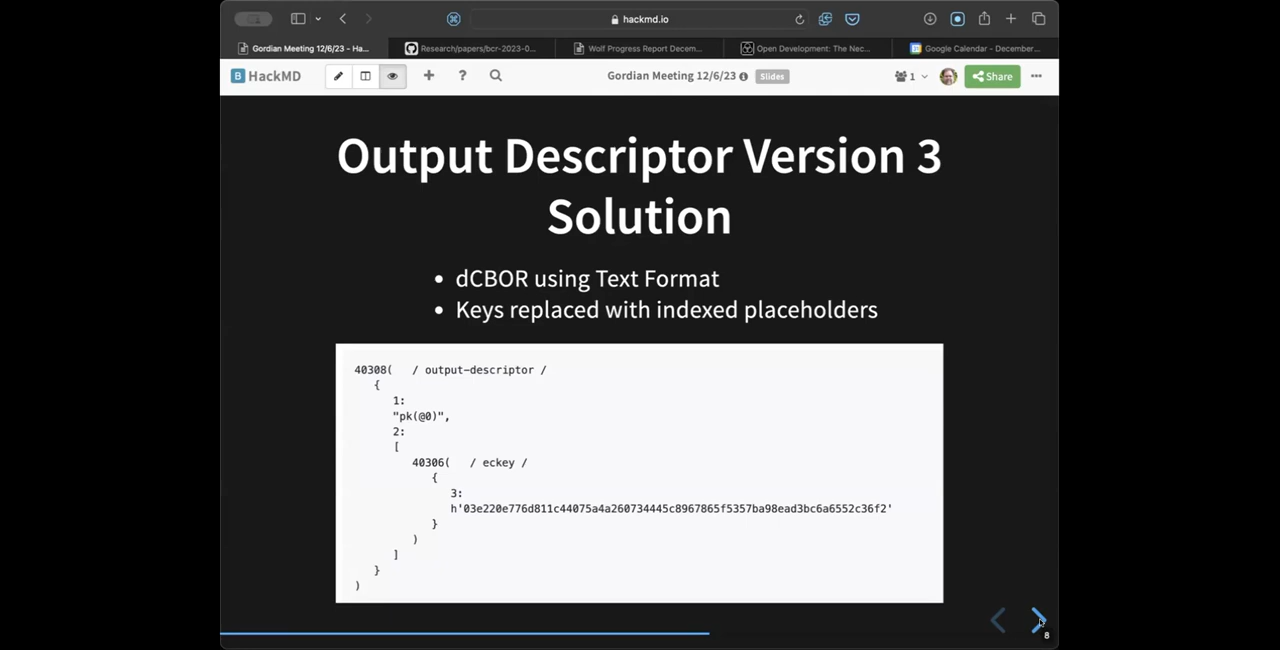 hackmd.io
Gordian Meeting 12/6/23 - Ha...
Research/papers/bcr-2023-0...
Wolf Progress Report Decem...
Open Development: The Nec...
Google Calendar - December...
B HackMD
Gordian Meeting 12/6/23
Slides
1
Share
Output Descriptor Version 3
Solution
• dCBOR using Text Format
• Keys replaced with indexed placeholders
40308(   / output-descriptor /
{
1:
"pk(@0)",
2:
[
40306(   / eckey /
{
3:
h'03e220e776d811c44075a4a260734445c8967865f5357ba98ead3bc6a6552c36f2'
}
)
]
}
)
8